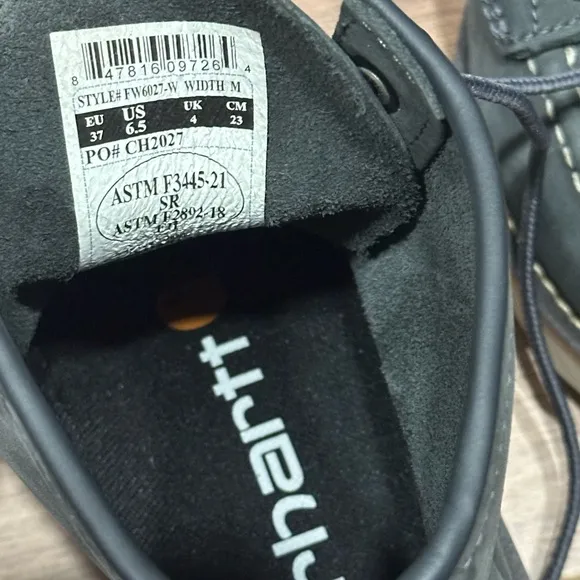 8 47816 09726 4
STYLE# FW6027-W WIDTH M
EU US UK CM
37 6.5 4 23
PO# CH2027
ASTM F3445-21
SR
ASTM F2892-18
hartt